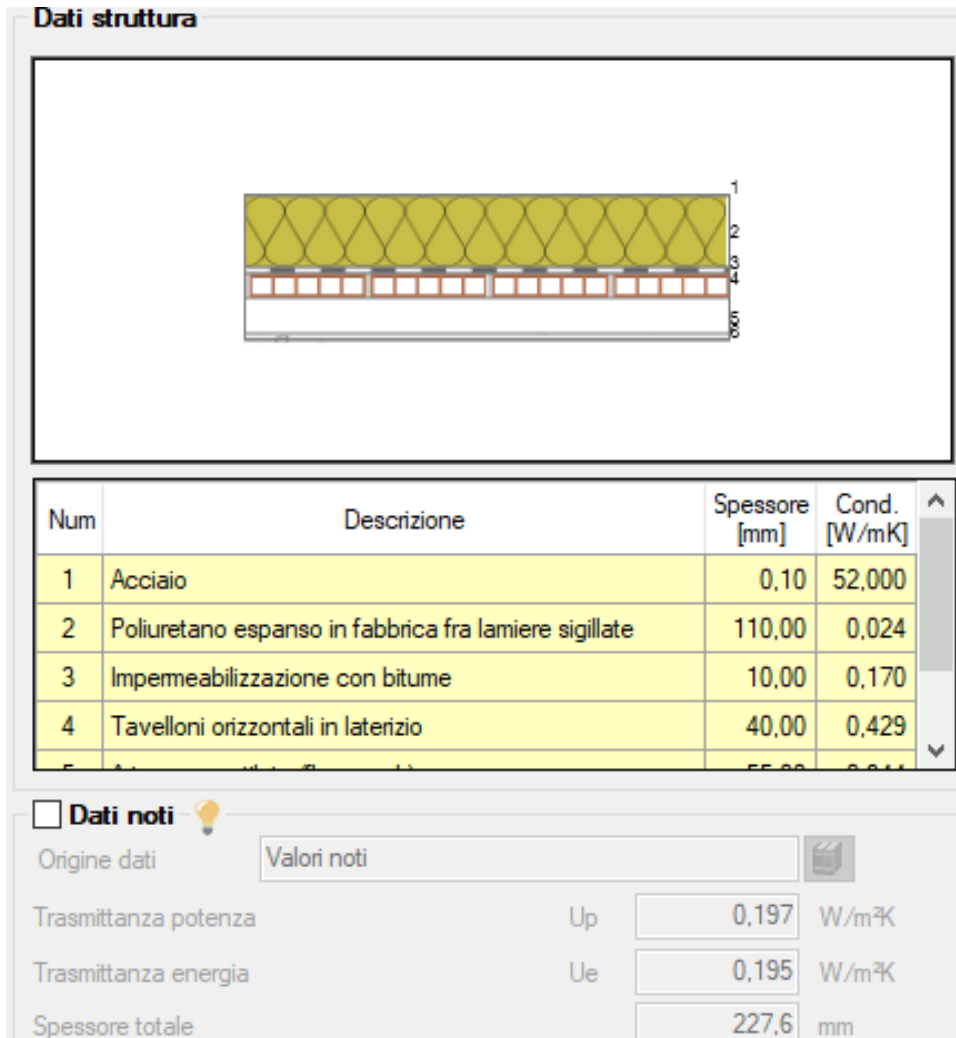 Dati struttura
1
2
3
4
5
6
Num Descrizione Spessore [mm] Cond. [W/mK]
1 Acciaio 0,10 52,000
2 Poliuretano espanso in fabbrica fra lamiere sigillate 110,00 0,024
3 Impermeabilizzazione con bitume 10,00 0,170
4 Tavelloni orizzontali in laterizio 40,00 0,429
Dati noti
Origine dati Valori noti
Trasmittanza potenza Up 0,197 W/m²K
Trasmittanza energia Ue 0,195 W/m²K
Spessore totale 227,6 mm